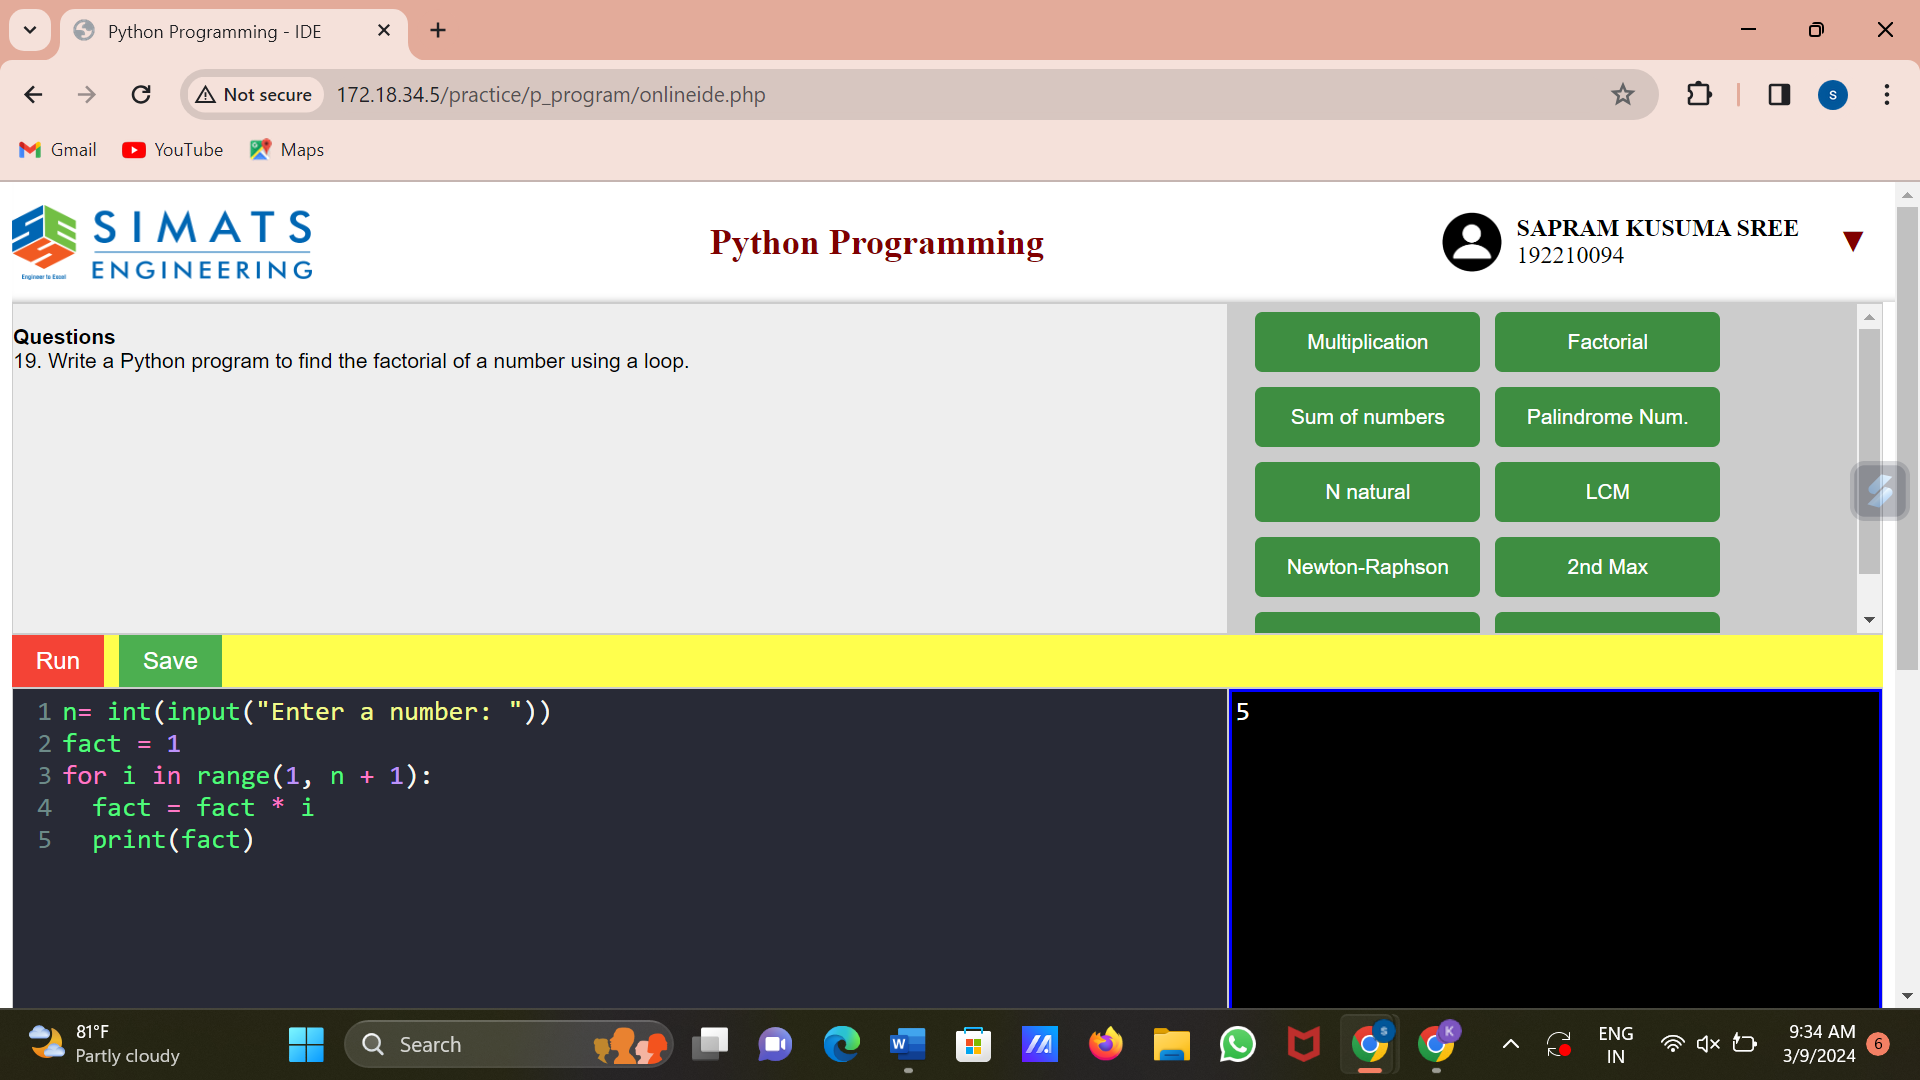 Python Programming - IDE
Not secure
172.18.34.5/practice/p_program/onlineide.php
S
Gmail
YouTube
Maps
SIMATS
ENGINEERING
Engineer to Excel
Python Programming
SAPRAM KUSUMA SREE
192210094
Questions
19. Write a Python program to find the factorial of a number using a loop.
Multiplication
Factorial
Sum of numbers
Palindrome Num.
N natural
LCM
Newton-Raphson
2nd Max
Run
Save
1 n= int(input("Enter a number: "))
2 fact = 1
3 for i in range(1, n + 1):
4   fact = fact * i
5   print(fact)
5
81°F
Partly cloudy
Search
W
S
K
ENG
IN
9:34 AM
3/9/2024
6